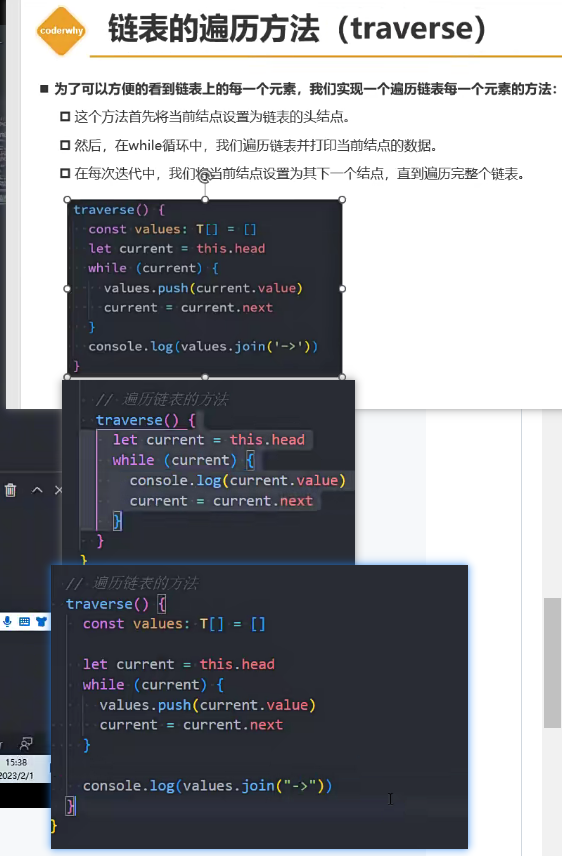 coderwhy
链表的遍历方法（traverse）
■ 为了可以方便的看到链表上的每一个元素，我们实现一个遍历链表每一个元素的方法：
这个方法首先将当前结点设置为链表的头结点。
然后，在while循环中，我们遍历链表并打印当前结点的数据。
在每次迭代中，我们将当前结点设置为其下一个结点，直到遍历完整个链表。
traverse() {
const values: T[] = []
let current = this.head
while (current) {
values.push(current.value)
current = current.next
}
console.log(values.join('->'))
}
// 遍历链表的方法
traverse() {
let current = this.head
while (current) {
console.log(current.value)
current = current.next
}
}
}
// 遍历链表的方法
traverse() {
const values: T[] = []
let current = this.head
while (current) {
values.push(current.value)
current = current.next
}
console.log(values.join("->"))
}
}
15:38
2023/2/1